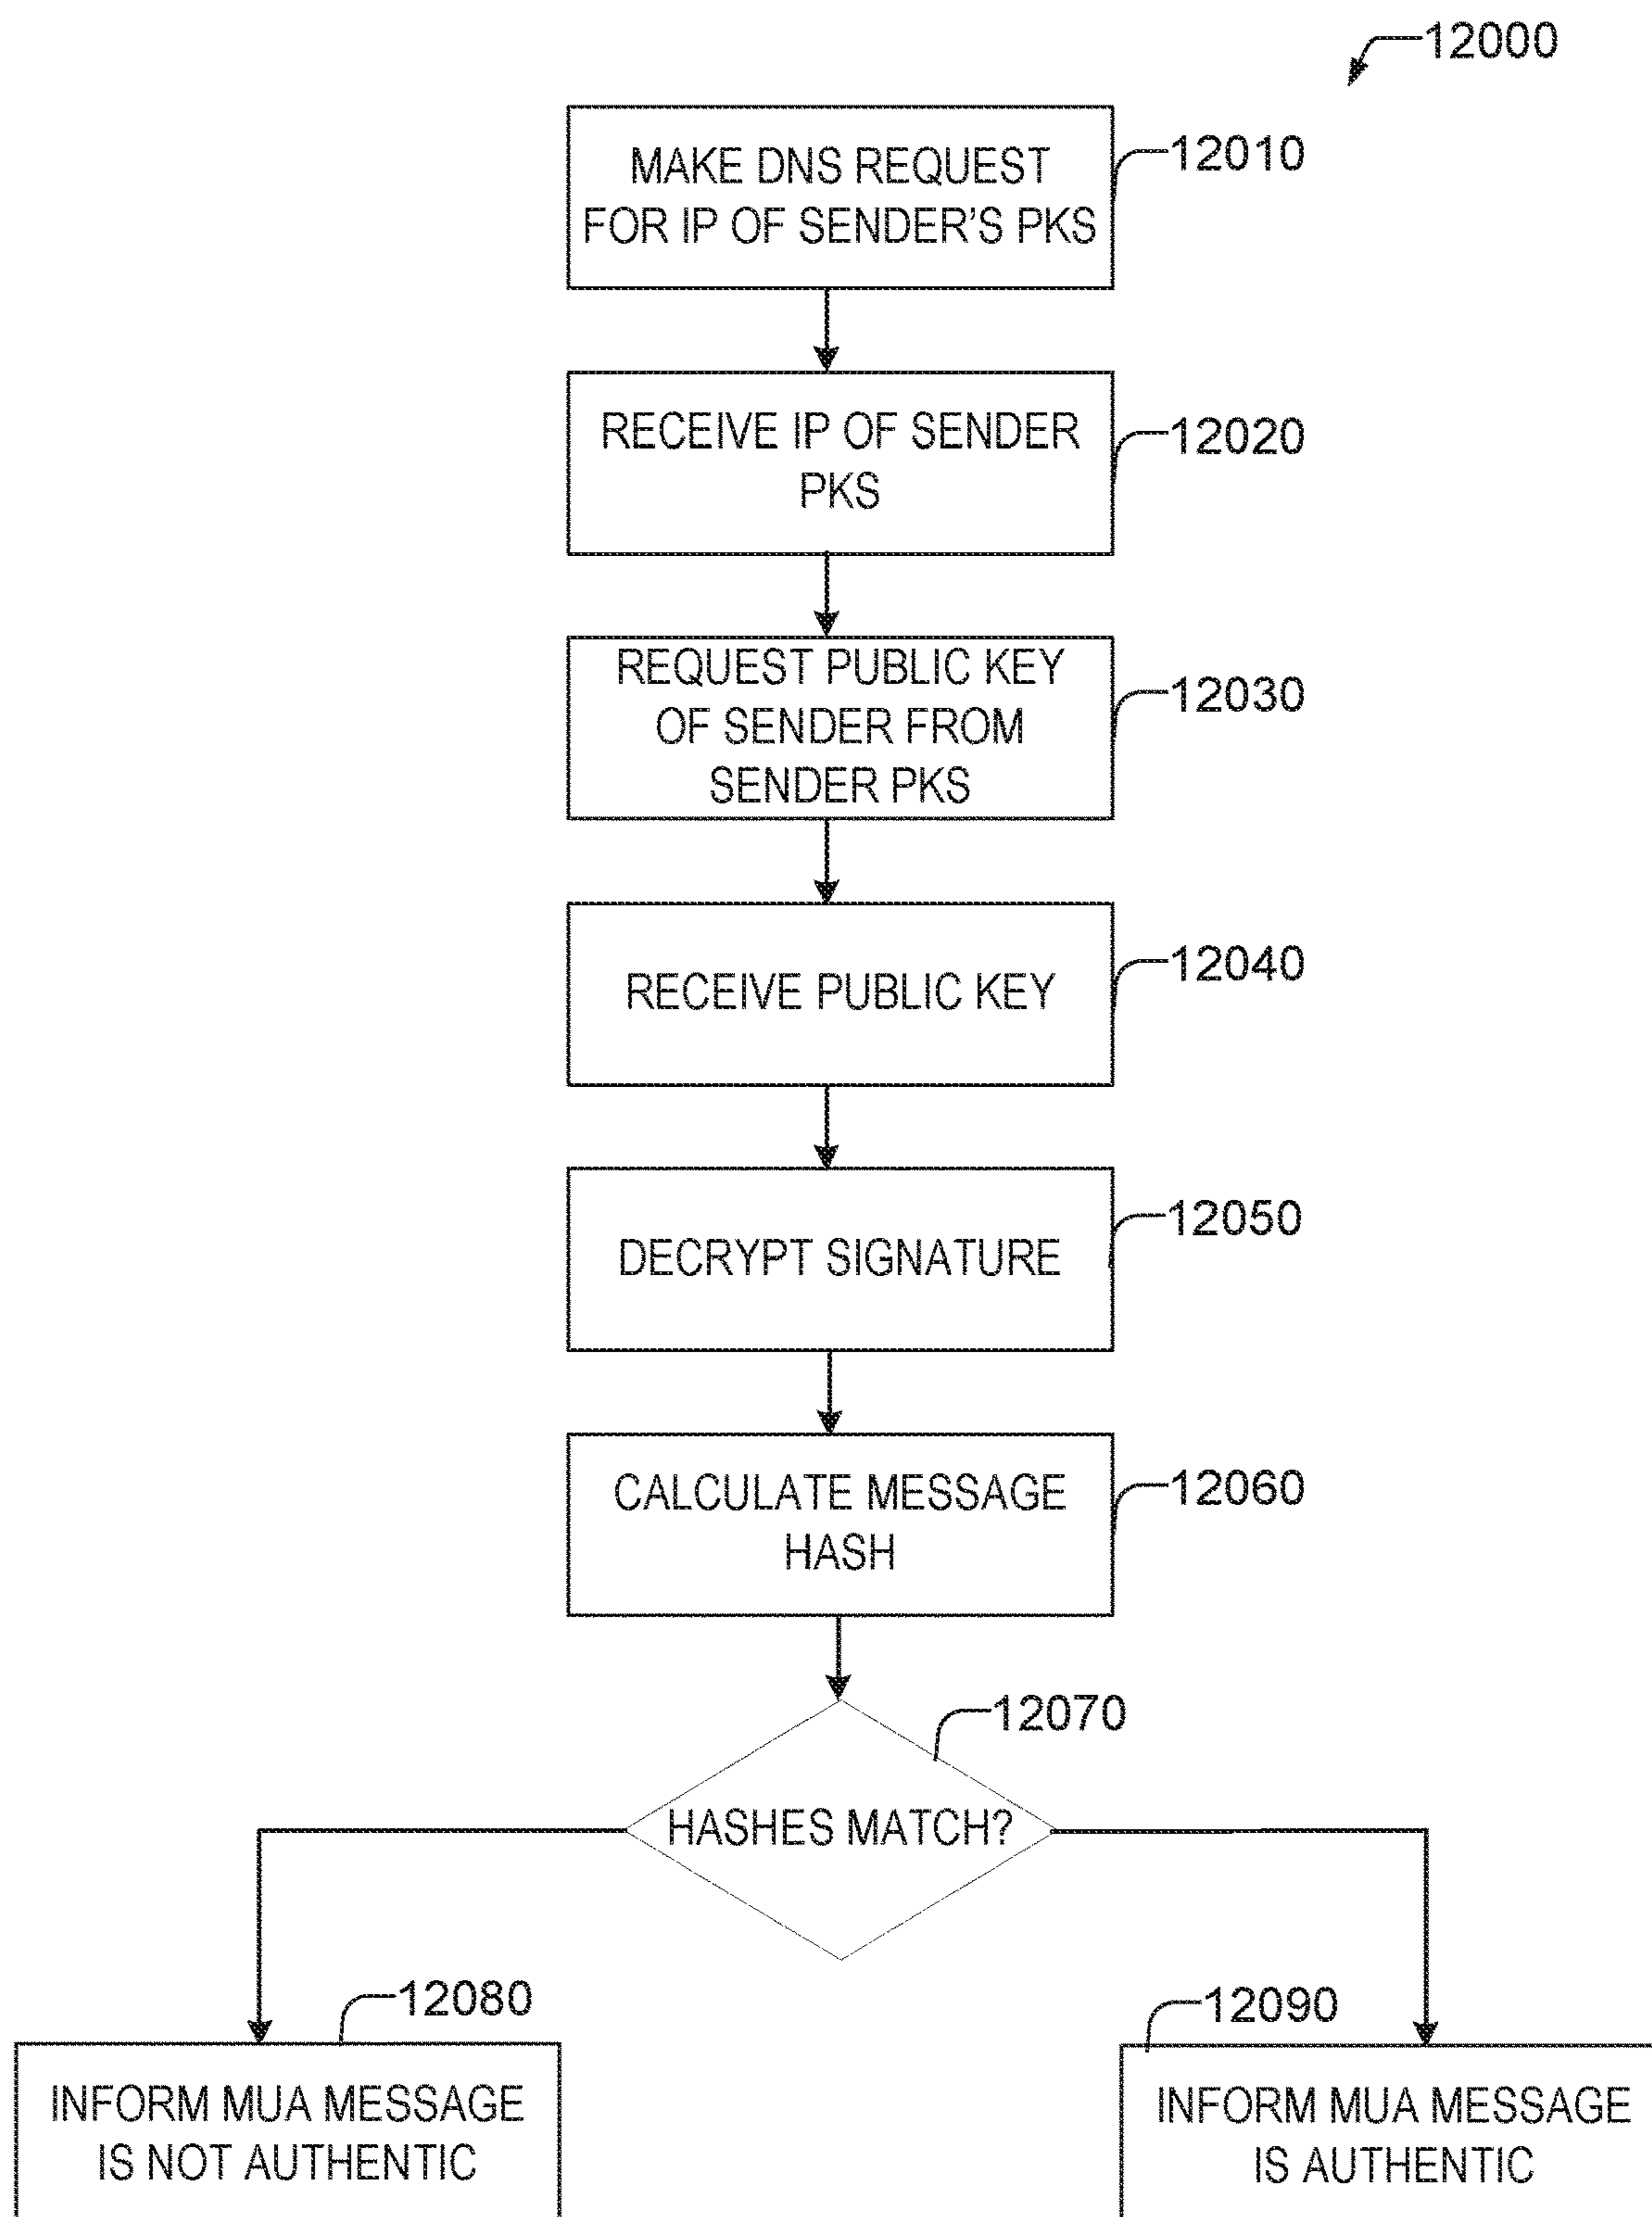 12000
MAKE DNS REQUEST
FOR IP OF SENDER'S PKS
12010
RECEIVE IP OF SENDER
PKS
12020
REQUEST PUBLIC KEY
OF SENDER FROM
SENDER PKS
12030
RECEIVE PUBLIC KEY
12040
DECRYPT SIGNATURE
12050
CALCULATE MESSAGE
HASH
12060
12070
HASHES MATCH?
12080
INFORM MUA MESSAGE
IS NOT AUTHENTIC
12090
INFORM MUA MESSAGE
IS AUTHENTIC